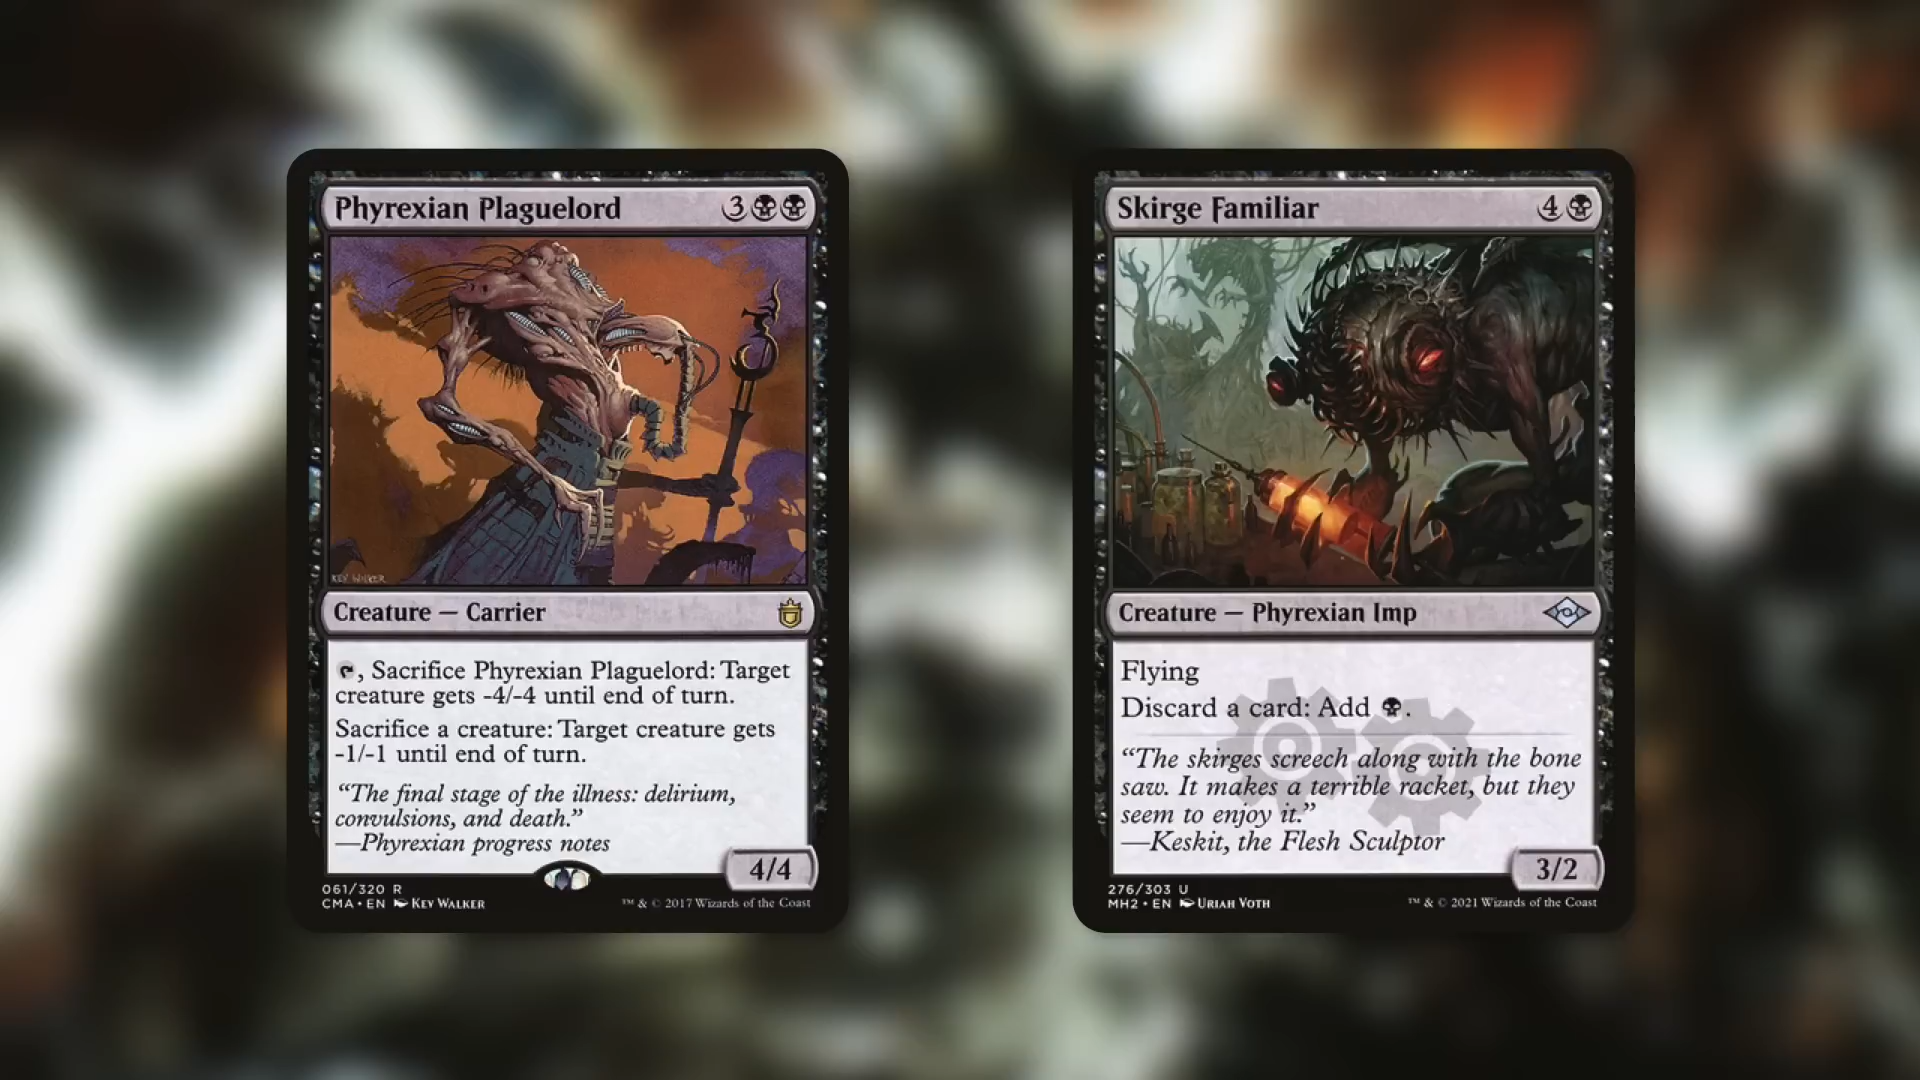 Phyrexian Plaguelord 3
Creature — Carrier
, Sacrifice Phyrexian Plaguelord: Target
creature gets -4/-4 until end of turn.
Sacrifice a creature: Target creature gets
-1/-1 until end of turn.
“The final stage of the illness: delirium,
convulsions, and death.”
—Phyrexian progress notes
4/4
061/320 R
CMA • EN KEV WALKER
™ & © 2017 Wizards of the Coast
KEV WALKER
Skirge Familiar 4
Creature — Phyrexian Imp
Flying
Discard a card: Add .
“The skirges screech along with the bone
saw. It makes a terrible racket, but they
seem to enjoy it.”
—Keskit, the Flesh Sculptor
3/2
276/303 U
MH2 • EN URIAH VOTH
™ & © 2021 Wizards of the Coast